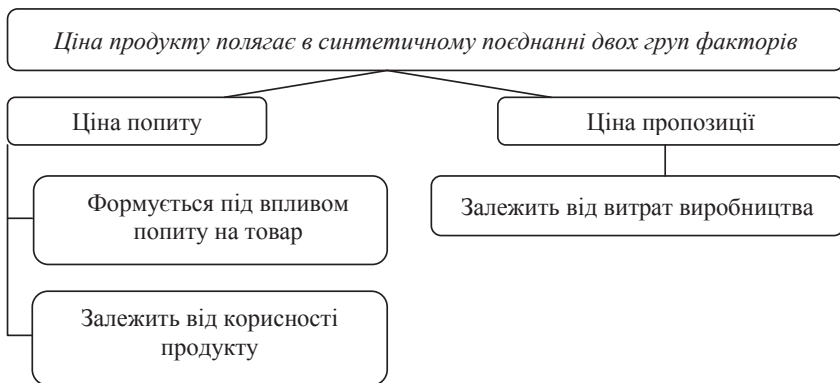 Ціна продукту полягає в синтетичному поєднанні двох груп факторів
Ціна попиту
Ціна пропозиції
Формується під впливом
попиту на товар
Залежить від витрат виробництва
Залежить від корисності
продукту